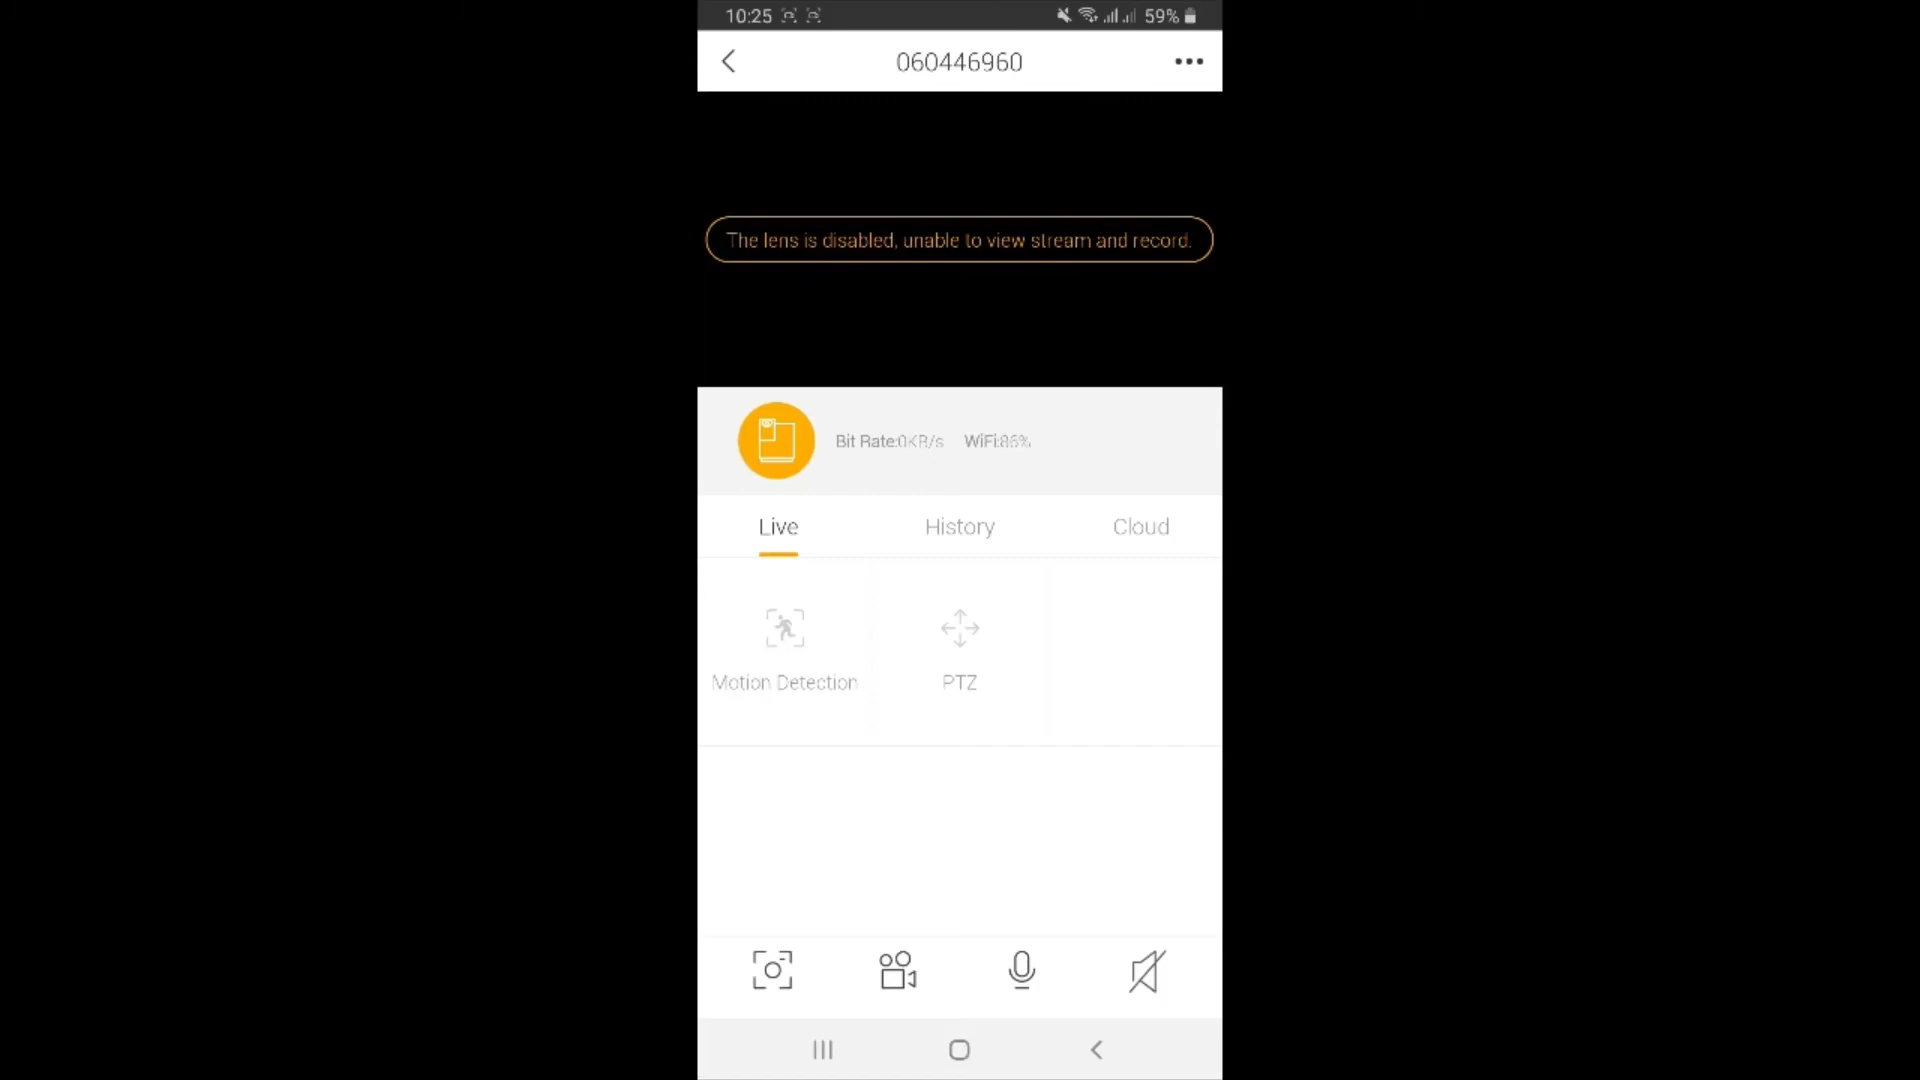 10:25 59%
060446960
The lens is disabled, unable to view stream and record.
Bit Rate:0KB/s WiFi:86%
Live History Cloud
Motion Detection PTZ